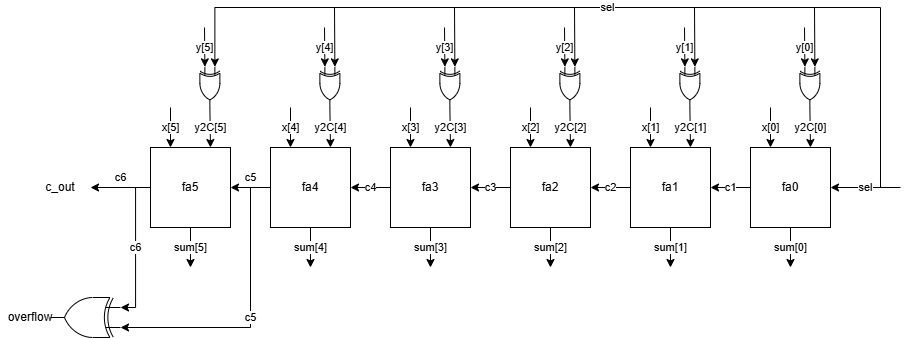 sel
y[5] y[4] y[3] y[2] y[1] y[0]
x[5] y2C[5] x[4] y2C[4] x[3] y2C[3] x[2] y2C[2] x[1] y2C[1] x[0] y2C[0]
c_out c6 fa5 c5 fa4 c4 fa3 c3 fa2 c2 fa1 c1 fa0 sel
c6 sum[5] sum[4] sum[3] sum[2] sum[1] sum[0]
overflow c5